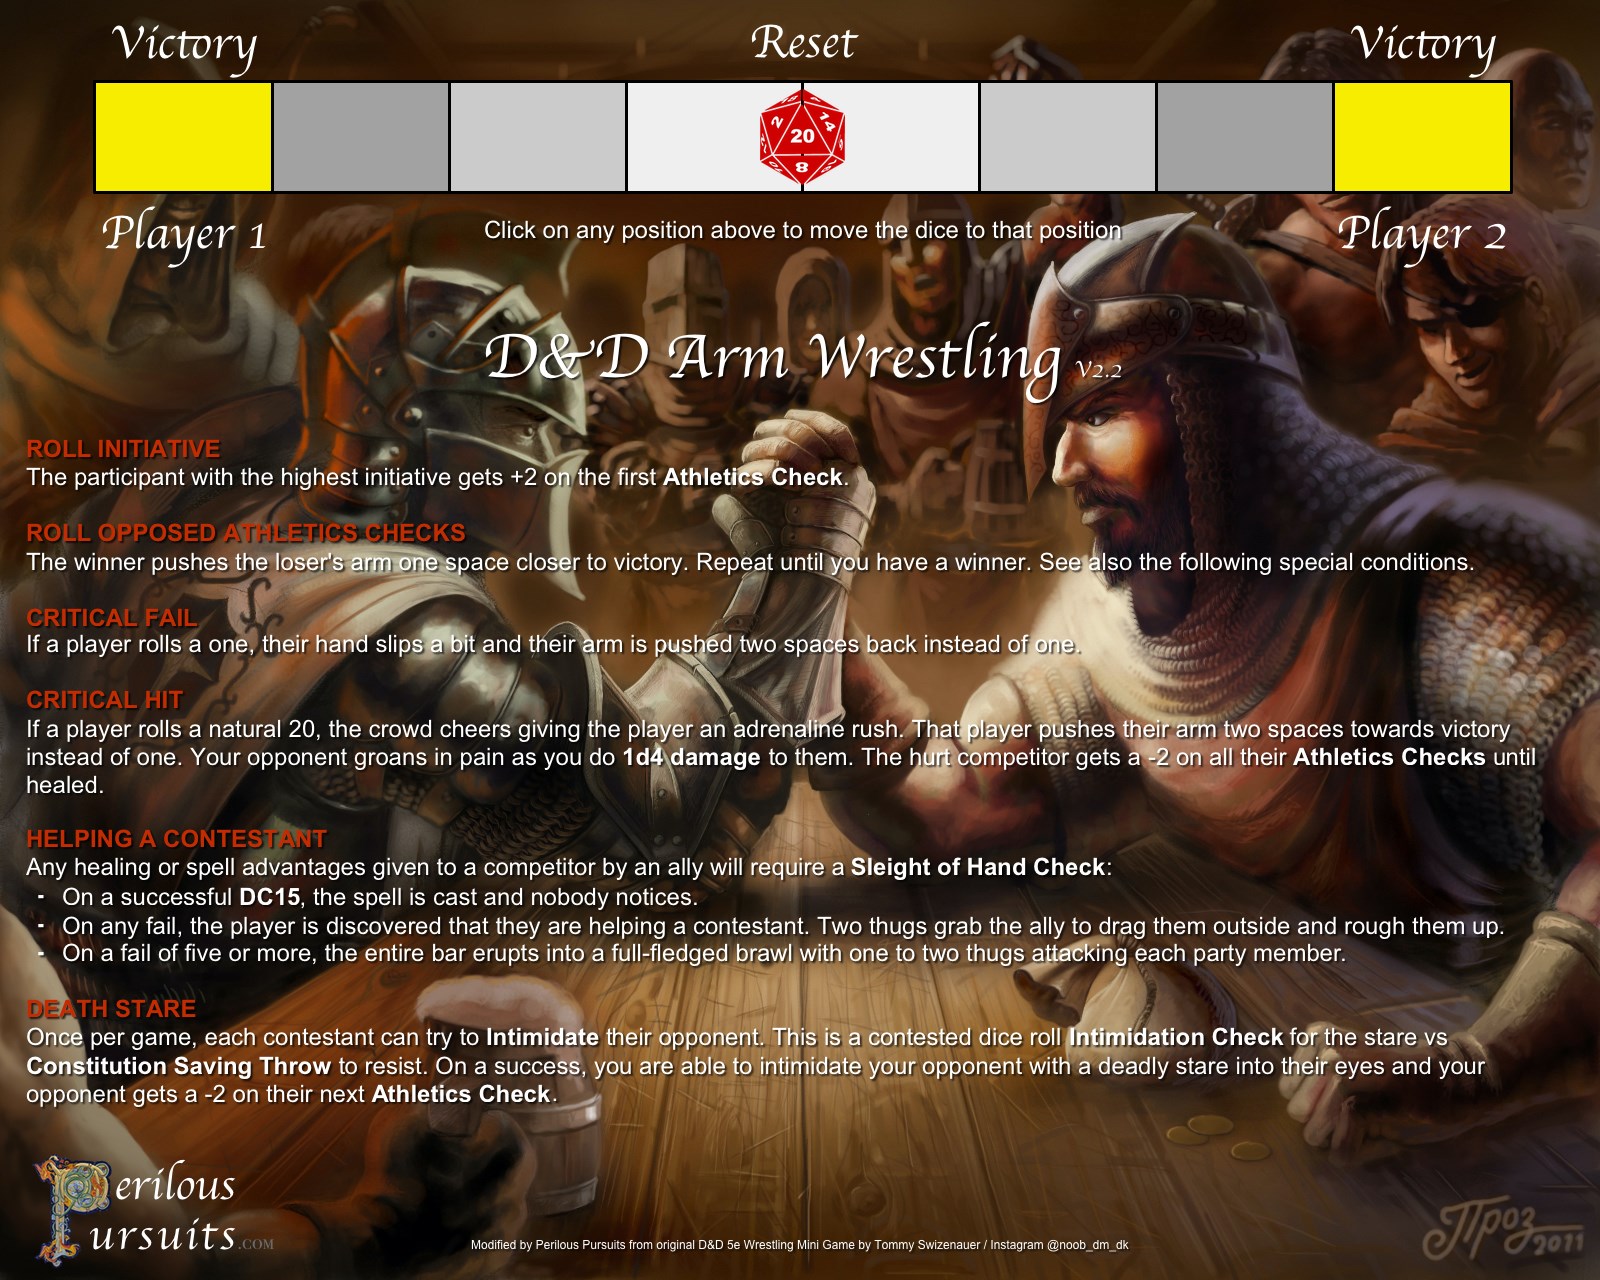 Victory Reset Victory
2 14 20 8
Player 1 Click on any position above to move the dice to that position Player 2
D&D Arm Wrestling v2.2
ROLL INITIATIVE
The participant with the highest initiative gets +2 on the first Athletics Check.
ROLL OPPOSED ATHLETICS CHECKS
The winner pushes the loser's arm one space closer to victory. Repeat until you have a winner. See also the following special conditions.
CRITICAL FAIL
If a player rolls a one, their hand slips a bit and their arm is pushed two spaces back instead of one.
CRITICAL HIT
If a player rolls a natural 20, the crowd cheers giving the player an adrenaline rush. That player pushes their arm two spaces towards victory
instead of one. Your opponent groans in pain as you do 1d4 damage to them. The hurt competitor gets a -2 on all their Athletics Checks until
healed.
HELPING A CONTESTANT
Any healing or spell advantages given to a competitor by an ally will require a Sleight of Hand Check:
- On a successful DC15, the spell is cast and nobody notices.
- On any fail, the player is discovered that they are helping a contestant. Two thugs grab the ally to drag them outside and rough them up.
- On a fail of five or more, the entire bar erupts into a full-fledged brawl with one to two thugs attacking each party member.
DEATH STARE
Once per game, each contestant can try to Intimidate their opponent. This is a contested dice roll Intimidation Check for the stare vs
Constitution Saving Throw to resist. On a success, you are able to intimidate your opponent with a deadly stare into their eyes and your
opponent gets a -2 on their next Athletics Check.
Perilous
Pursuits.COM
Modified by Perilous Pursuits from original D&D 5e Wrestling Mini Game by Tommy Swizenauer / Instagram @noob_dm_dk
Проз
2011